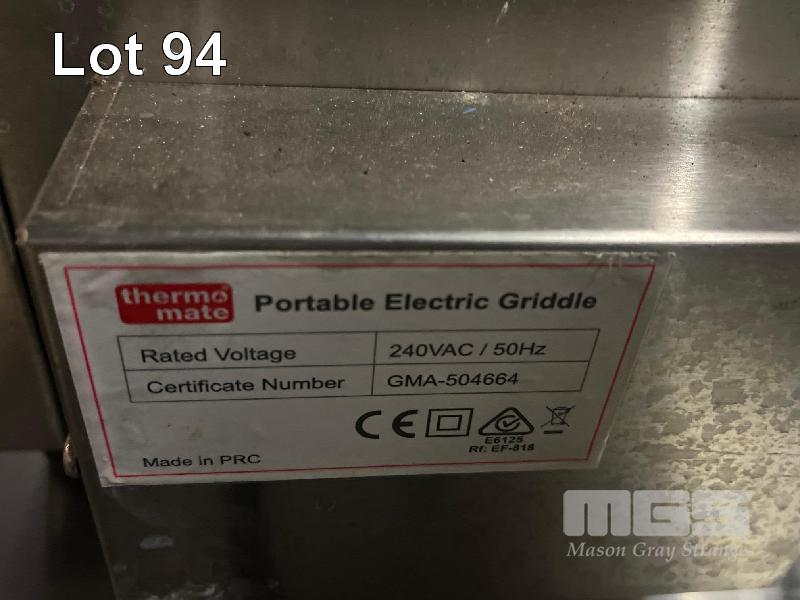 Lot 94
thermo mate
Portable Electric Griddle
Rated Voltage 240VAC / 50Hz
Certificate Number GMA-504664
CE
E6125
Rf: EF-818
Made in PRC
MGS
Mason Gray Strange